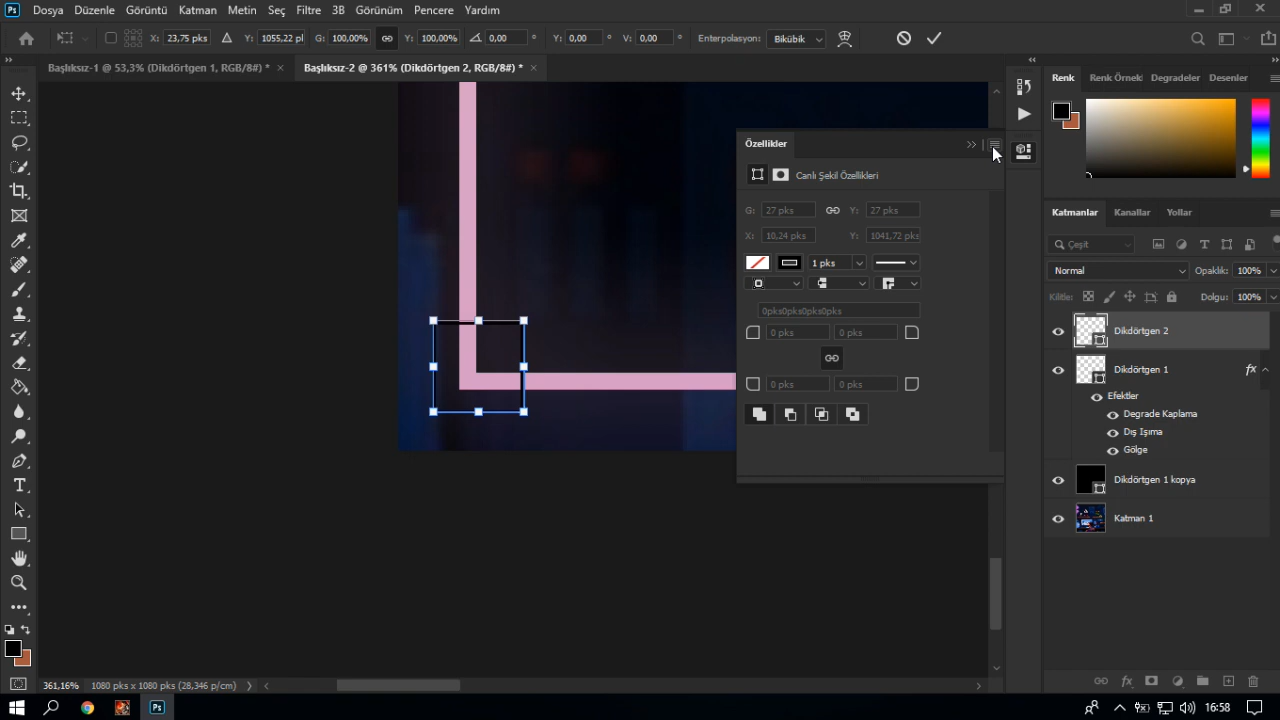 Ps Dosya Düzenle Görüntü Katman Metin Seç Filtre 3B Görünüm Pencere Yardım
X: 23,75 pks Y: 1055,22 pl G: 100,00% Y: 100,00% 0,00 ° Y: 0,00 ° V: 0,00 ° Enterpolasyon: Bikübik
Başlıksız-1 @ 53,3% (Dikdörtgen 1, RGB/8#) * × Başlıksız-2 @ 361% (Dikdörtgen 2, RGB/8#) * ×
Renk Renk Örnek Degradeler Desenler
Özellikler
Canlı Şekil Özellikleri
G: 27 pks Y: 27 pks
X: 10,24 pks Y: 1041,72 pks
1 pks
0pks0pks0pks0pks
0 pks 0 pks
0 pks 0 pks
Katmanlar Kanallar Yollar
Çeşit
Normal Opaklık: 100%
Kilitle: Dolgu: 100%
Dikdörtgen 2
Dikdörtgen 1 fx
Efektler
Degrade Kaplama
Dış Işıma
Gölge
Dikdörtgen 1 kopya
Katman 1
361,16% 1080 pks x 1080 pks (28,346 p/cm)
fx
Ps 16:58